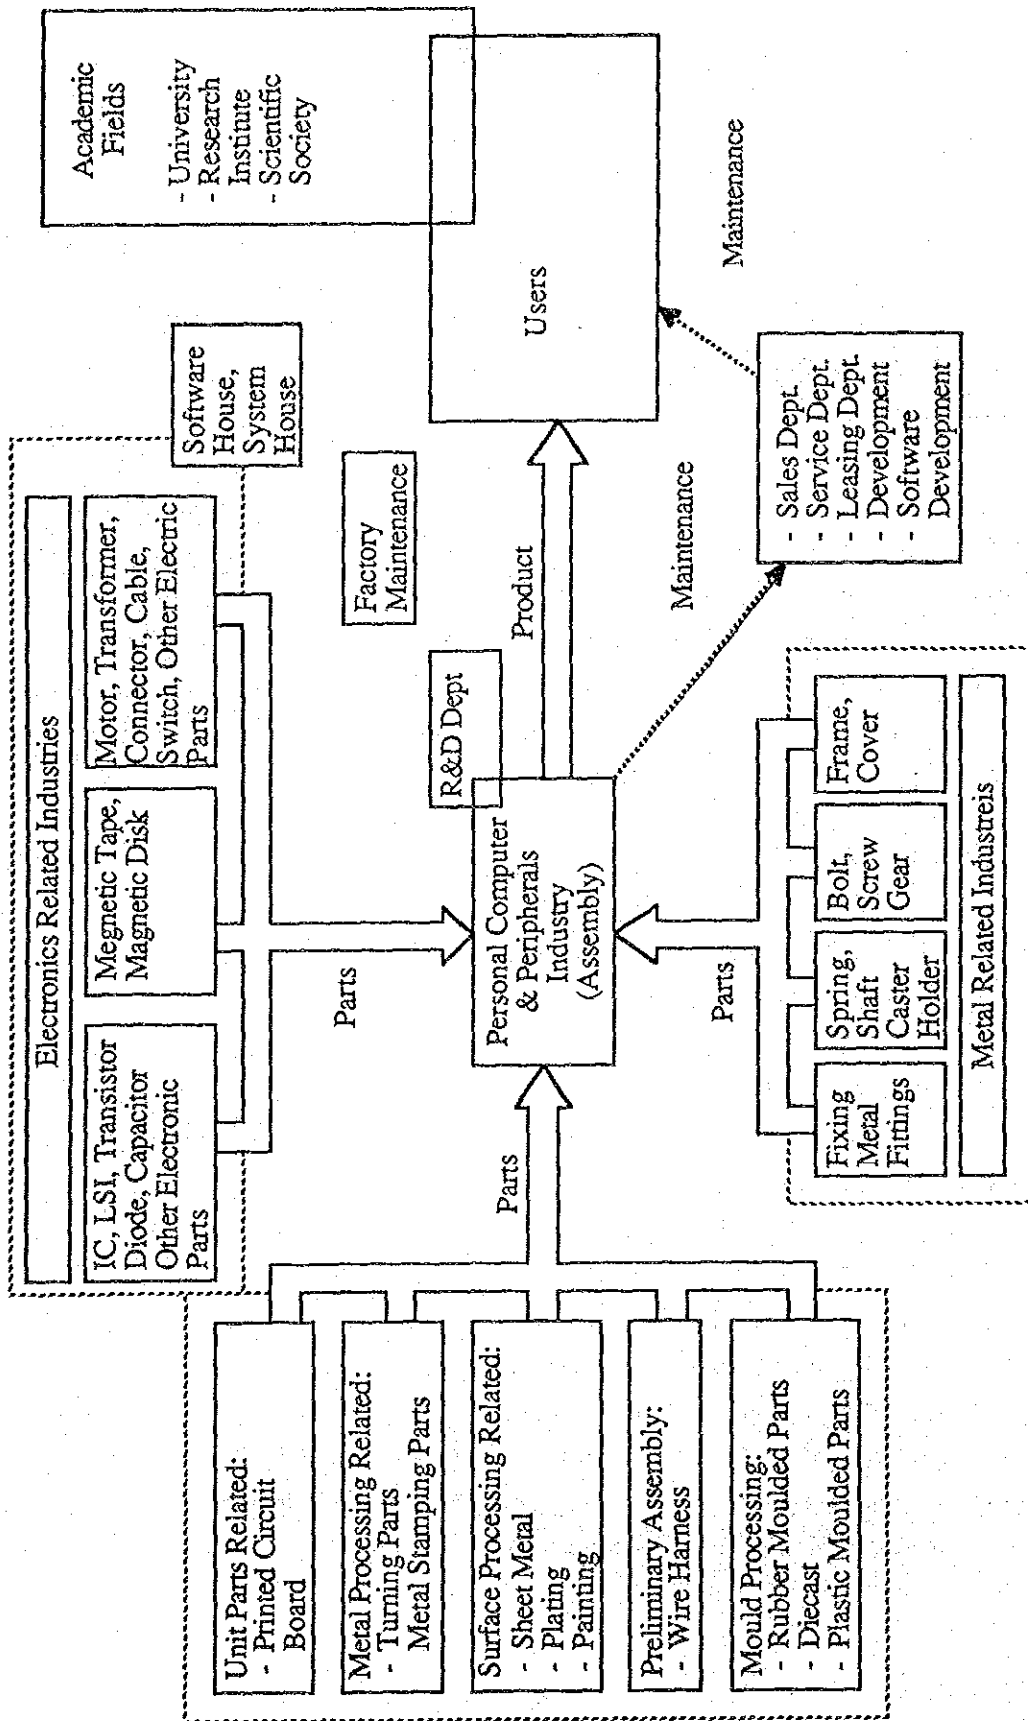 Electronics Related Industries
IC, LSI, Transistor
Diode, Capacitor
Other Electronic
Parts
Megnetic Tape,
Magnetic Disk
Motor, Transformer,
Connector, Cable,
Switch, Other Electric
Parts
Software
House,
System
House
Academic
Fields
- University
- Research
Institute
- Scientific
Society
Unit Parts Related:
- Printed Circuit
Board
Metal Processing Related:
- Turning Parts
- Metal Stamping Parts
Surface Processing Related:
- Sheet Metal
- Plating
- Painting
Preliminary Assembly:
- Wire Harness
Mould Processing:
- Rubber Moulded Parts
- Diecast
- Plastic Moulded Parts
Parts
Parts
Parts
Personal Computer
& Peripherals
Industry
(Assembly)
R&D Dept
Factory
Maintenance
Product
Users
Maintenance
Maintenance
- Sales Dept.
- Service Dept.
- Leasing Dept.
- Development
- Software
Development
Fixing
Metal
Fittings
Spring,
Shaft
Caster
Holder
Bolt,
Screw
Gear
Frame,
Cover
Metal Related Industreis